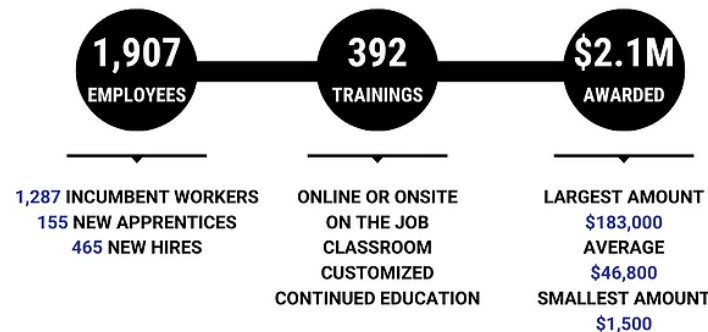 1,907
EMPLOYEES
392
TRAININGS
$2.1M
AWARDED
1,287 INCUMBENT WORKERS
155 NEW APPRENTICES
465 NEW HIRES
ONLINE OR ONSITE
ON THE JOB
CLASSROOM
CUSTOMIZED
CONTINUED EDUCATION
LARGEST AMOUNT
$183,000
AVERAGE
$46,800
SMALLEST AMOUNT
$1,500